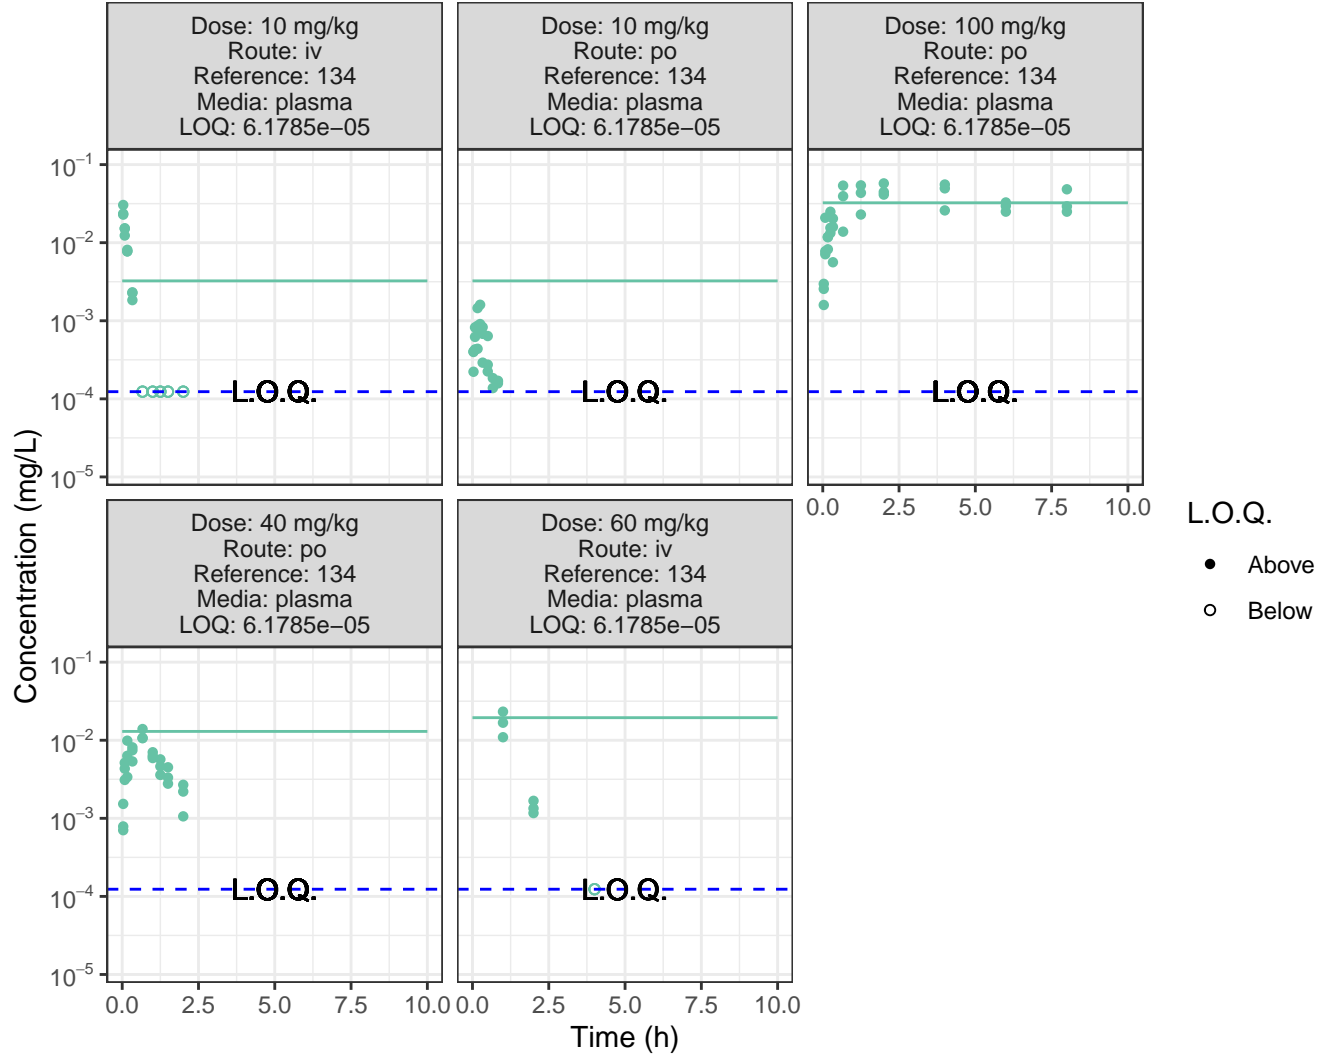 Dose: 10 mg/kg
Route: iv
Reference: 134
Media: plasma
LOQ: 6.1785e−05
Dose: 10 mg/kg
Route: po
Reference: 134
Media: plasma
LOQ: 6.1785e−05
Dose: 100 mg/kg
Route: po
Reference: 134
Media: plasma
LOQ: 6.1785e−05
10⁻¹
10⁻²
10⁻³
10⁻⁴
10⁻⁵
L.O.Q.
L.O.Q.
L.O.Q.
0.0 2.5 5.0 7.5 10.0
Dose: 40 mg/kg
Route: po
Reference: 134
Media: plasma
LOQ: 6.1785e−05
Dose: 60 mg/kg
Route: iv
Reference: 134
Media: plasma
LOQ: 6.1785e−05
10⁻¹
10⁻²
10⁻³
10⁻⁴
10⁻⁵
L.O.Q.
L.O.Q.
0.0 2.5 5.0 7.5 10.0
0.0 2.5 5.0 7.5 10.0
Time (h)
Concentration (mg/L)
L.O.Q.
Above
Below